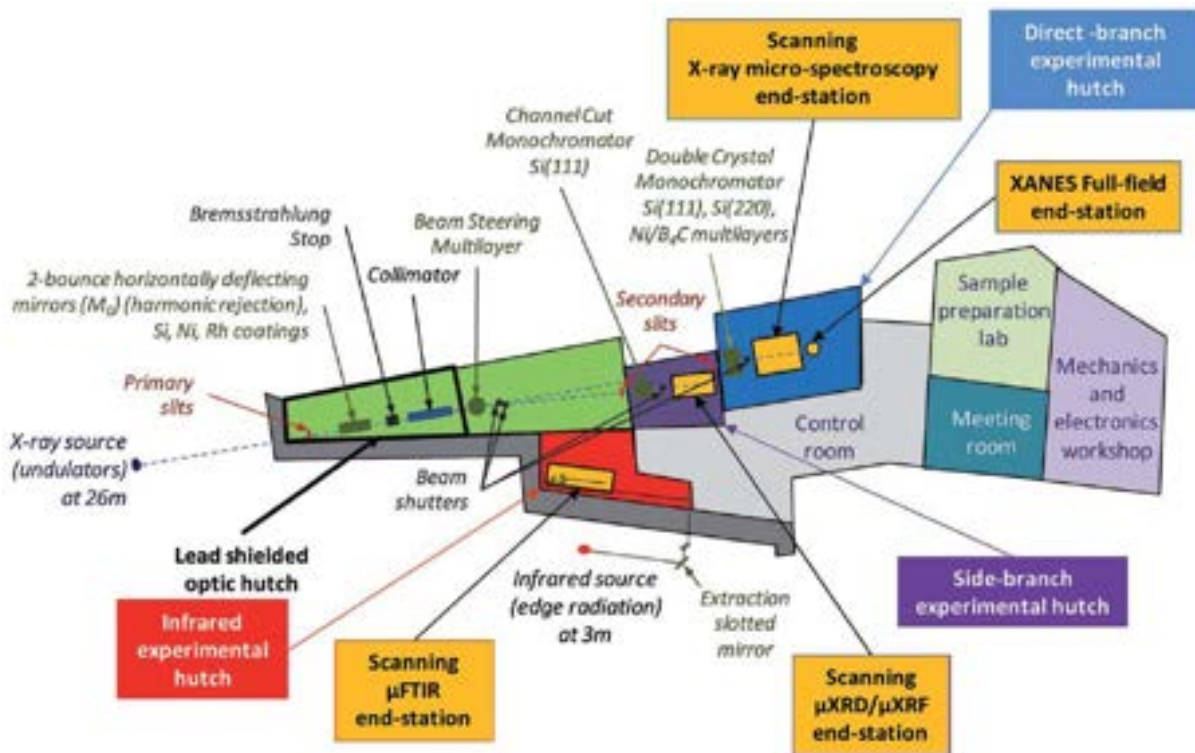 Scanning
X-ray micro-spectroscopy
end-station
Direct -branch
experimental
hutch
Channel Cut
Monochromator
Si(111)
Double Crystal
Monochromator
Si(111), Si(220),
Ni/B₄C multilayers
XANES Full-field
end-station
Bremsstrahlung
Stop
Beam Steering
Multilayer
2-bounce horizontally deflecting
mirrors (M₀) (harmonic rejection),
Si, Ni, Rh coatings
Collimator
Secondary
slits
Sample
preparation
lab
Primary
slits
Mechanics
and
electronics
workshop
Meeting
room
Control
room
X-ray source
(undulators)
at 26m
Beam
shutters
Lead shielded
optic hutch
Infrared source
(edge radiation)
at 3m
Extraction
slotted
mirror
Side-branch
experimental hutch
Infrared
experimental
hutch
Scanning
µFTIR
end-station
Scanning
µXRD/µXRF
end-station